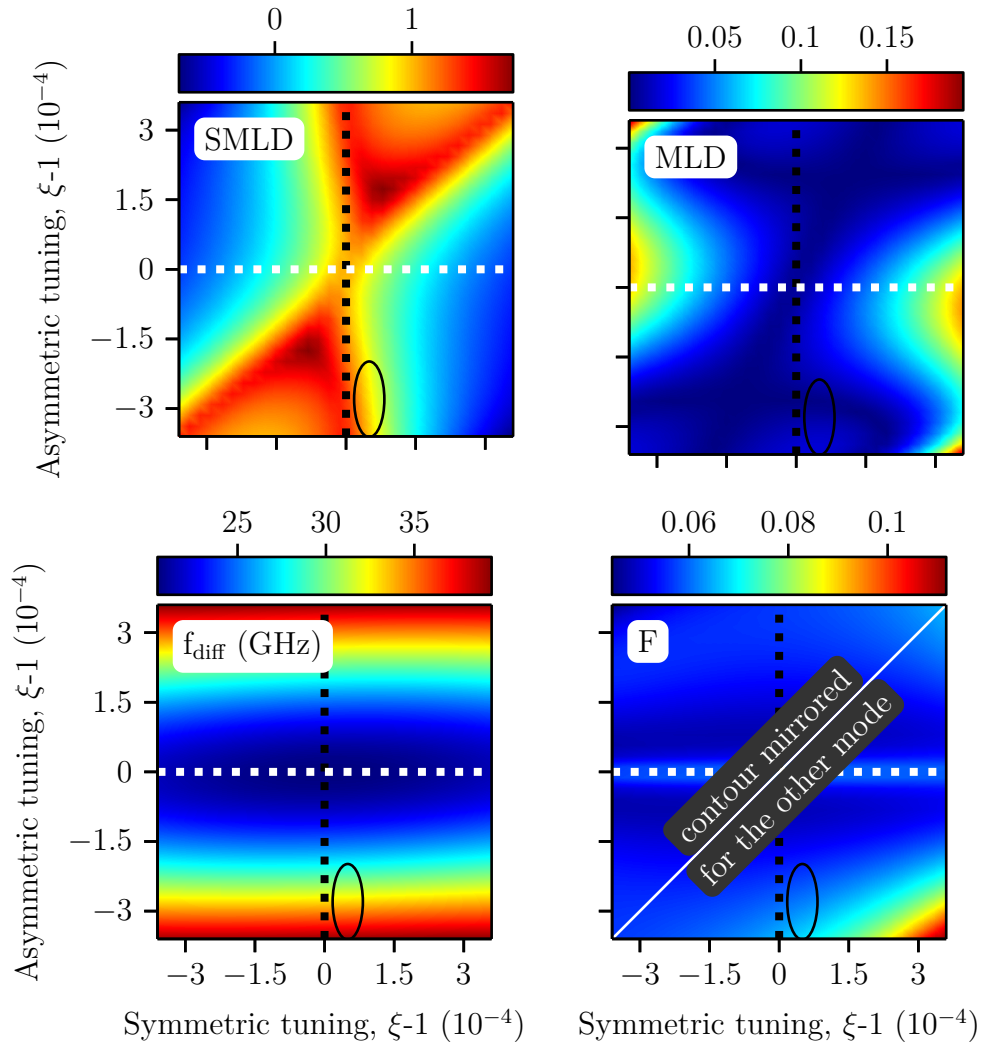 0 1
0.05 0.1 0.15
Asymmetric tuning, ξ-1 (10⁻⁴)
3
1.5
0
−1.5
−3
SMLD
MLD
25 30 35
0.06 0.08 0.1
Asymmetric tuning, ξ-1 (10⁻⁴)
3
1.5
0
−1.5
−3
f_diff (GHz)
F
contour mirrored
for the other mode
−3 −1.5 0 1.5 3
−3 −1.5 0 1.5 3
Symmetric tuning, ξ-1 (10⁻⁴)
Symmetric tuning, ξ-1 (10⁻⁴)